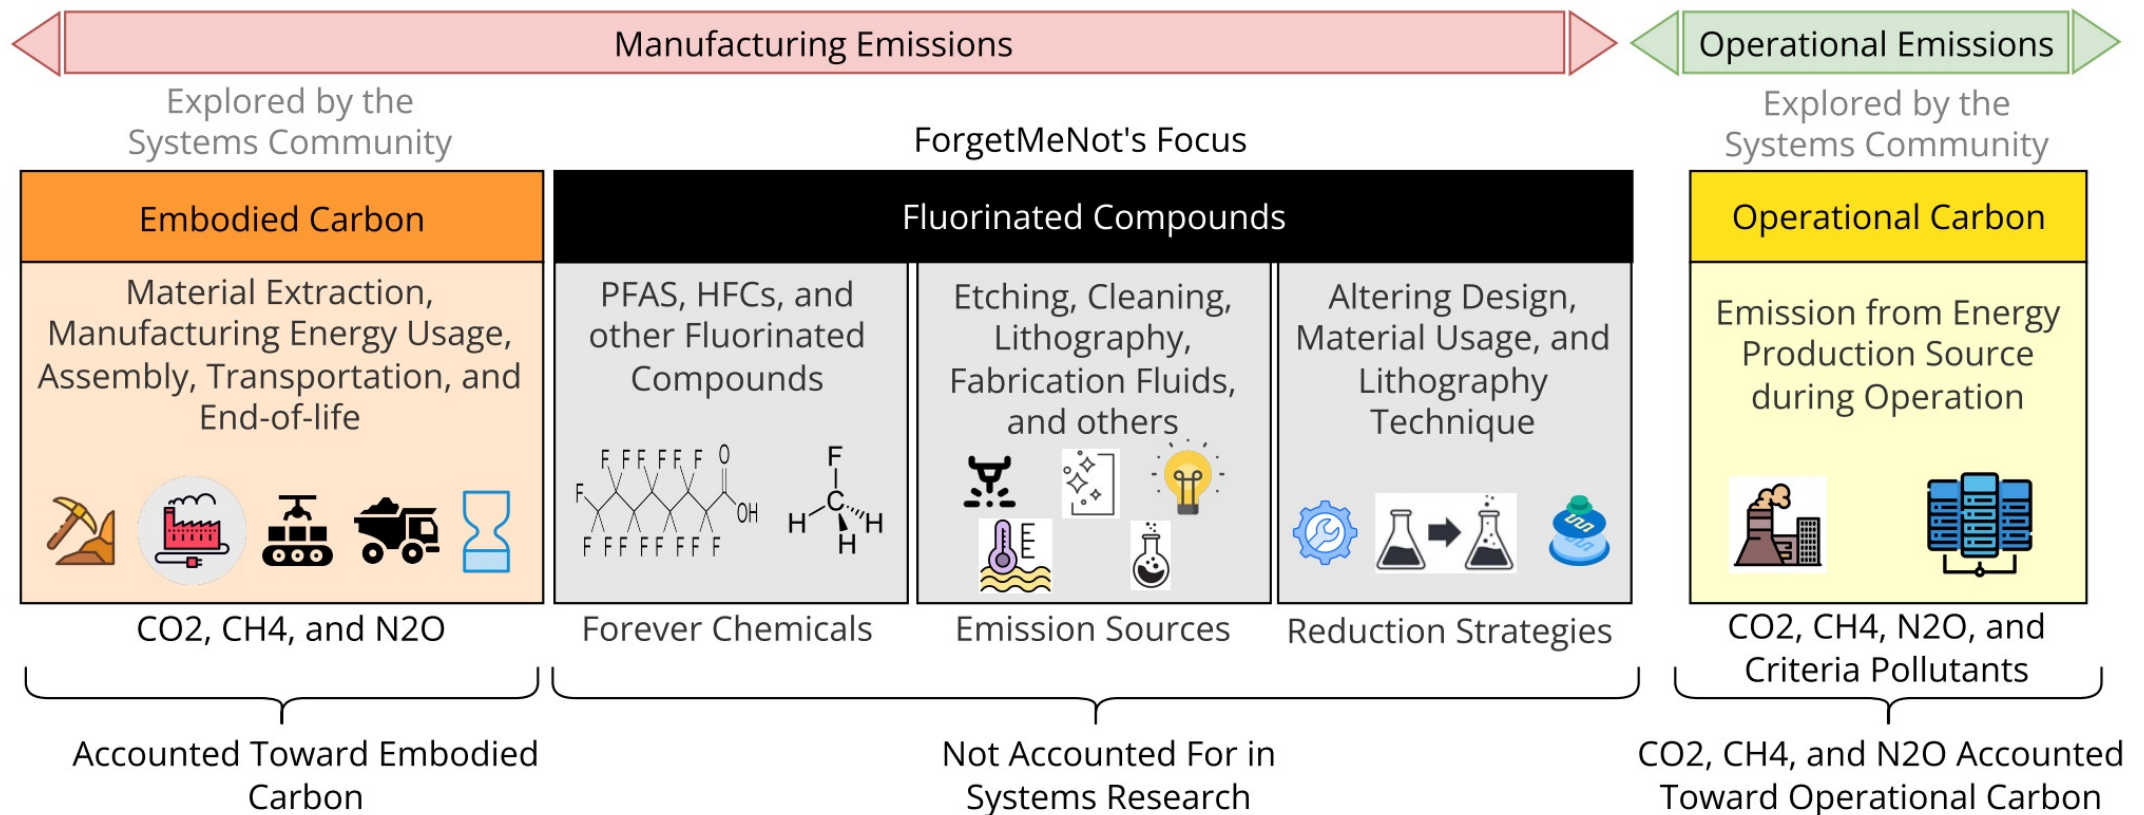 Manufacturing Emissions
Operational Emissions
Explored by the
Systems Community
ForgetMeNot's Focus
Explored by the
Systems Community
Embodied Carbon
Material Extraction,
Manufacturing Energy Usage,
Assembly, Transportation, and
End-of-life
CO2, CH4, and N2O
Accounted Toward Embodied
Carbon
Fluorinated Compounds
PFAS, HFCs, and
other Fluorinated
Compounds
F F F F F F O
F
OH
F F F F F F F
F
C
H H
H
Forever Chemicals
Etching, Cleaning,
Lithography,
Fabrication Fluids,
and others
Emission Sources
Altering Design,
Material Usage, and
Lithography
Technique
Reduction Strategies
Not Accounted For in
Systems Research
Operational Carbon
Emission from Energy
Production Source
during Operation
CO2, CH4, N2O, and
Criteria Pollutants
CO2, CH4, and N2O Accounted
Toward Operational Carbon